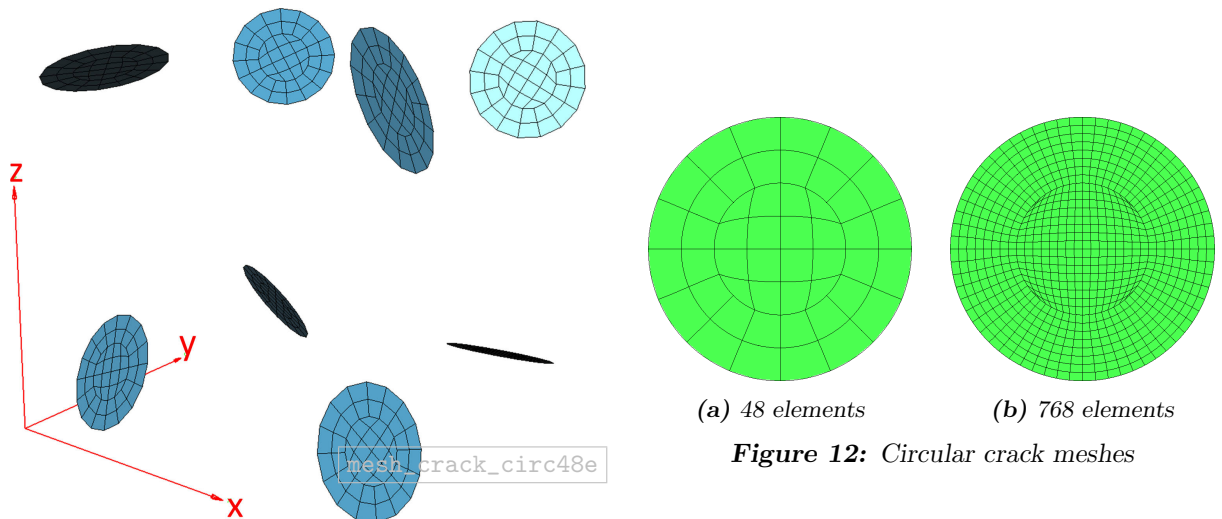 z
y
x
mesh_crack_circ48e
(a) 48 elements
(b) 768 elements
Figure 12: Circular crack meshes